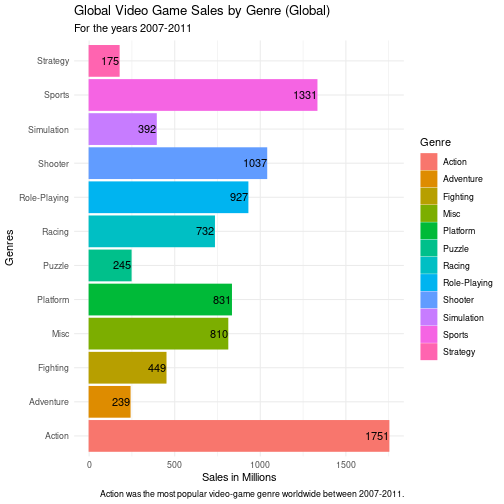 Global Video Game Sales by Genre (Global)
For the years 2007-2011
Genres
Strategy 175
Sports 1331
Simulation 392
Shooter 1037
Role-Playing 927
Racing 732
Puzzle 245
Platform 831
Misc 810
Fighting 449
Adventure 239
Action 1751
0 500 1000 1500
Sales in Millions
Genre
Action
Adventure
Fighting
Misc
Platform
Puzzle
Racing
Role-Playing
Shooter
Simulation
Sports
Strategy
Action was the most popular video-game genre worldwide between 2007-2011.